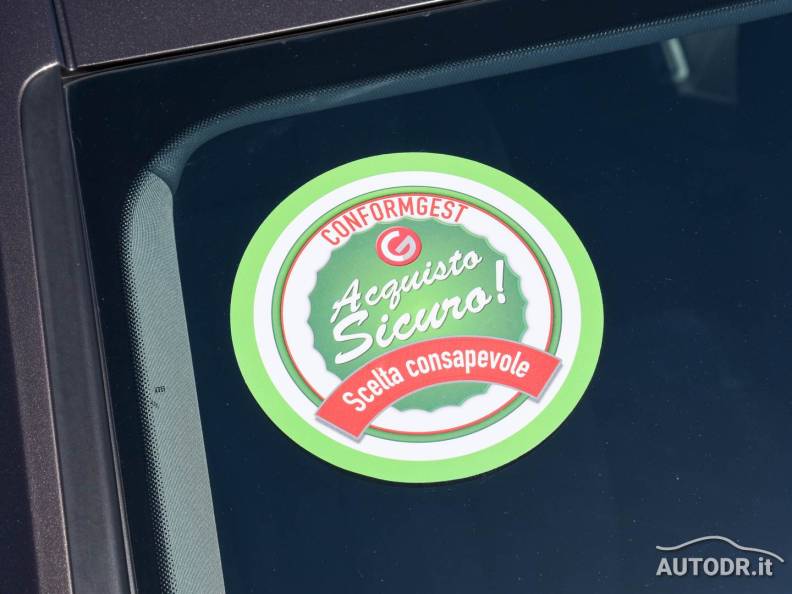 CONFORMGEST
G
Acquisto
Sicuro!
Scelta consapevole
AUTODR.it